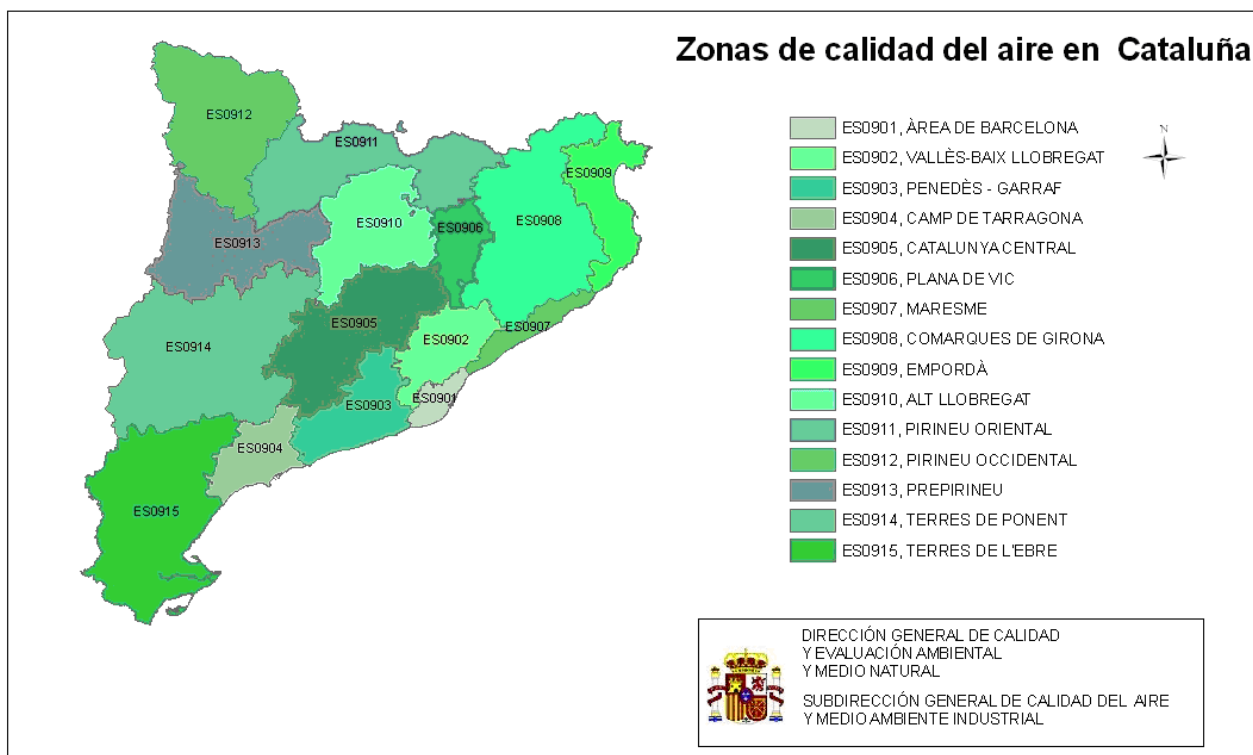 Zonas de calidad del aire en Cataluña
ES0912
ES0911
ES0909
ES0910
ES0906
ES0908
ES0913
ES0905
ES0907
ES0902
ES0914
ES0901
ES0903
ES0904
ES0915
N
ES0901, ÀREA DE BARCELONA
ES0902, VALLÈS-BAIX LLOBREGAT
ES0903, PENEDÈS - GARRAF
ES0904, CAMP DE TARRAGONA
ES0905, CATALUNYA CENTRAL
ES0906, PLANA DE VIC
ES0907, MARESME
ES0908, COMARQUES DE GIRONA
ES0909, EMPORDÀ
ES0910, ALT LLOBREGAT
ES0911, PIRINEU ORIENTAL
ES0912, PIRINEU OCCIDENTAL
ES0913, PREPIRINEU
ES0914, TERRES DE PONENT
ES0915, TERRES DE L'EBRE
DIRECCIÓN GENERAL DE CALIDAD
Y EVALUACIÓN AMBIENTAL
Y MEDIO NATURAL
SUBDIRECCIÓN GENERAL DE CALIDAD DEL AIRE
Y MEDIO AMBIENTE INDUSTRIAL